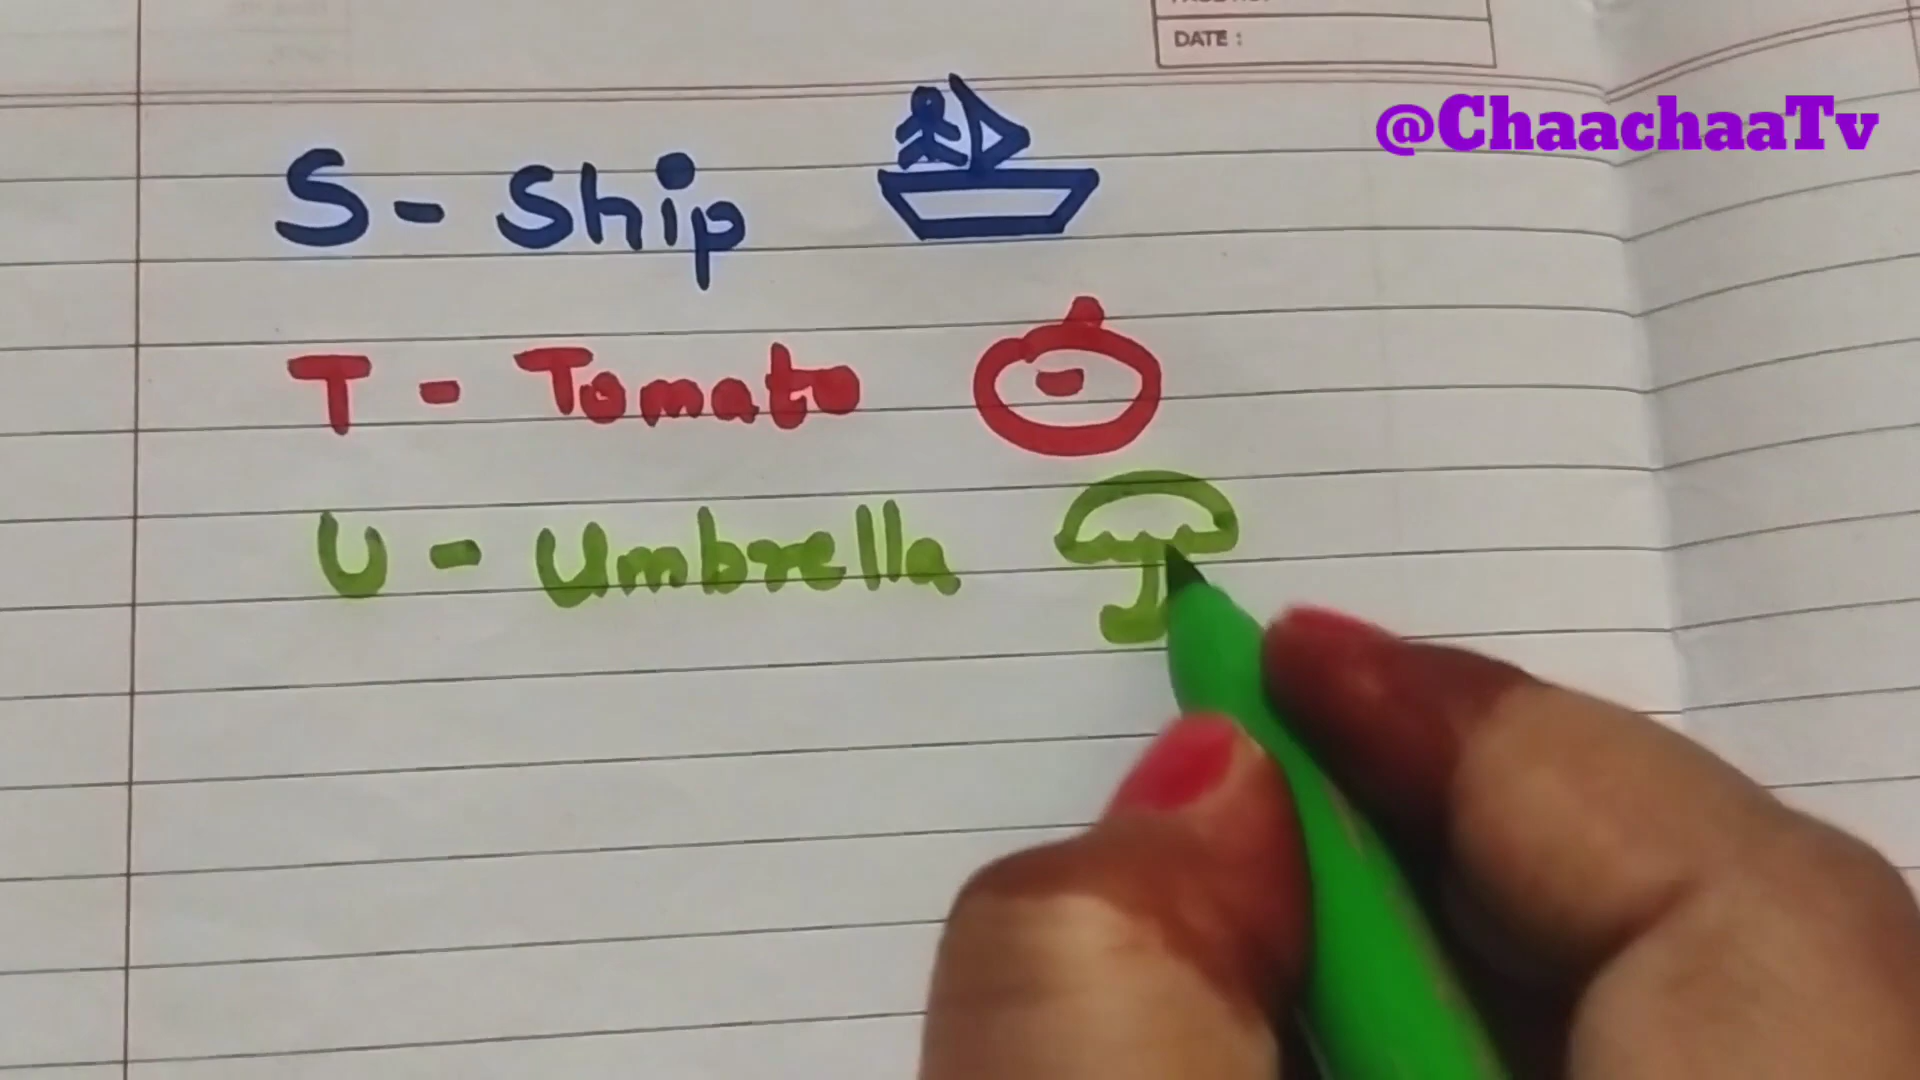 DATE :
@ChaachaaTv
S - Ship
T - Tomato
U - Umbrella